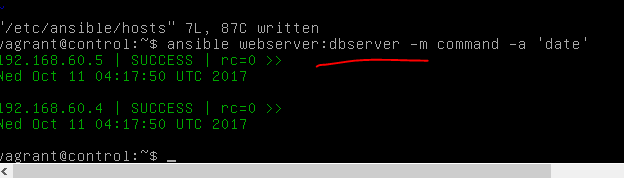 "/etc/ansible/hosts" 7L, 87C written
vagrant@control:~$ ansible webserver:dbserver -m command -a 'date'
192.168.60.5 | SUCCESS | rc=0 >>
Wed Oct 11 04:17:50 UTC 2017
192.168.60.4 | SUCCESS | rc=0 >>
Wed Oct 11 04:17:50 UTC 2017
vagrant@control:~$ _